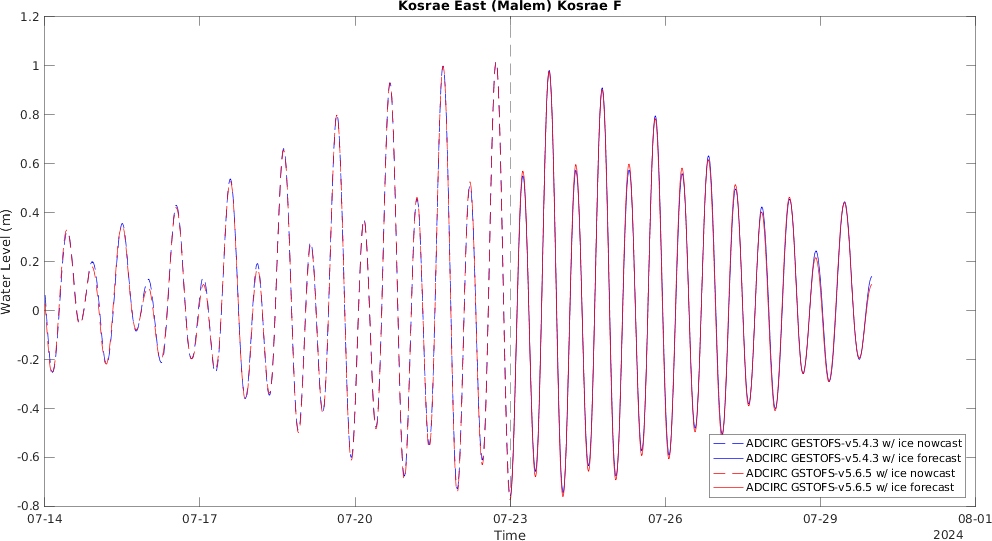 Kosrae East (Malem) Kosrae F
Water Level (m)
1.2
1
0.8
0.6
0.4
0.2
0
-0.2
-0.4
-0.6
-0.8
07-14
07-17
07-20
07-23
07-26
07-29
08-01
Time
2024
ADCIRC GESTOFS-v5.4.3 w/ ice nowcast
ADCIRC GESTOFS-v5.4.3 w/ ice forecast
ADCIRC GSTOFS-v5.6.5 w/ ice nowcast
ADCIRC GSTOFS-v5.6.5 w/ ice forecast